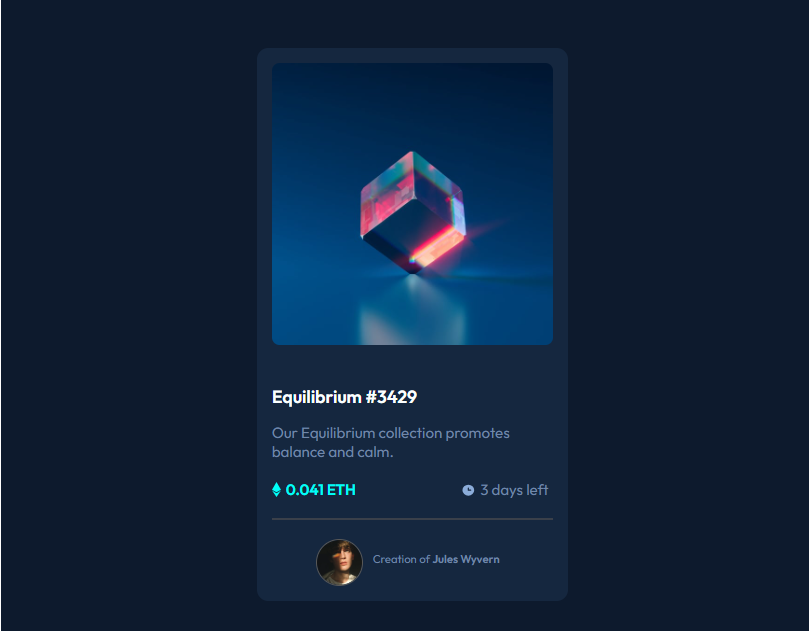 Equilibrium #3429
Our Equilibrium collection promotes
balance and calm.
0.041 ETH
3 days left
Creation of Jules Wyvern